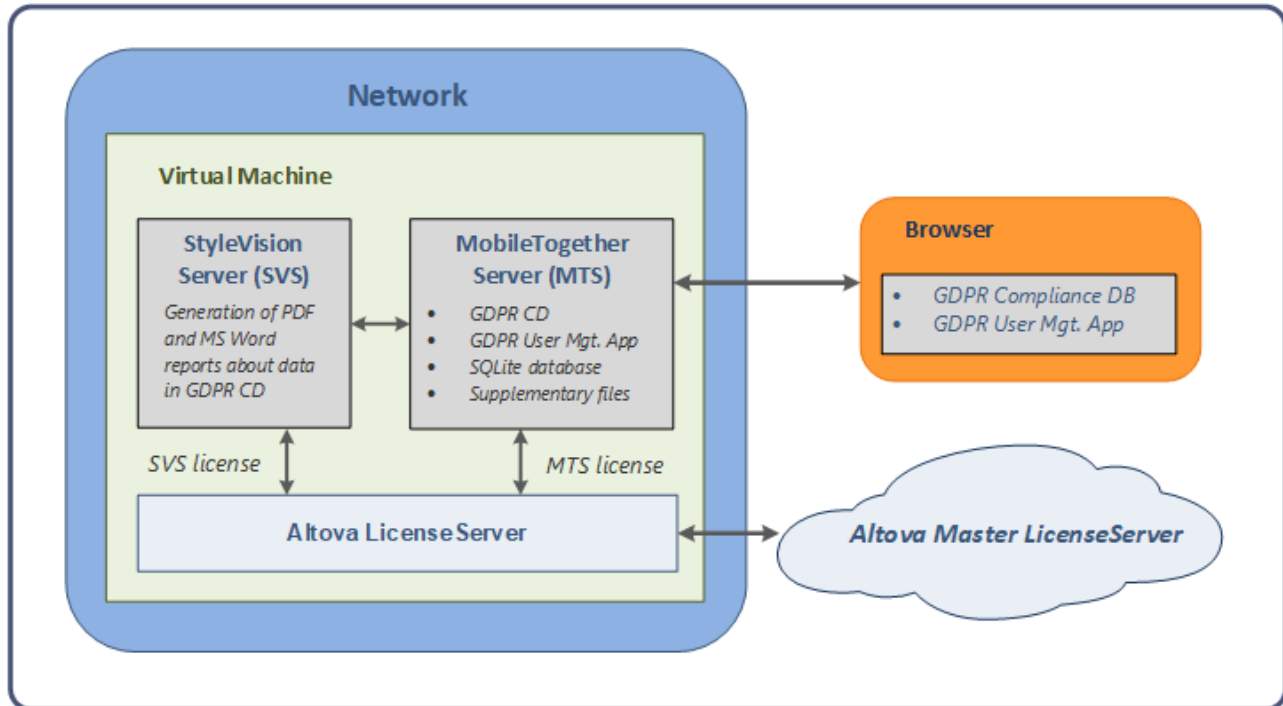 Network
Virtual Machine
StyleVision
Server (SVS)
Generation of PDF
and MS Word
reports about data
in GDPR CD
MobileTogether
Server (MTS)
• GDPR CD
• GDPR User Mgt. App
• SQLite database
• Supplementary files
Browser
• GDPR Compliance DB
• GDPR User Mgt. App
SVS license
MTS license
Altova LicenseServer
Altova Master LicenseServer